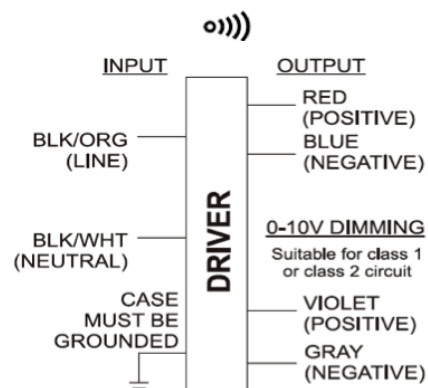 INPUT
OUTPUT
BLK/ORG
(LINE)
BLK/WHT
(NEUTRAL)
CASE
MUST BE
GROUNDED
DRIVER
RED
(POSITIVE)
BLUE
(NEGATIVE)
0-10V DIMMING
Suitable for class 1
or class 2 circuit
VIOLET
(POSITIVE)
GRAY
(NEGATIVE)